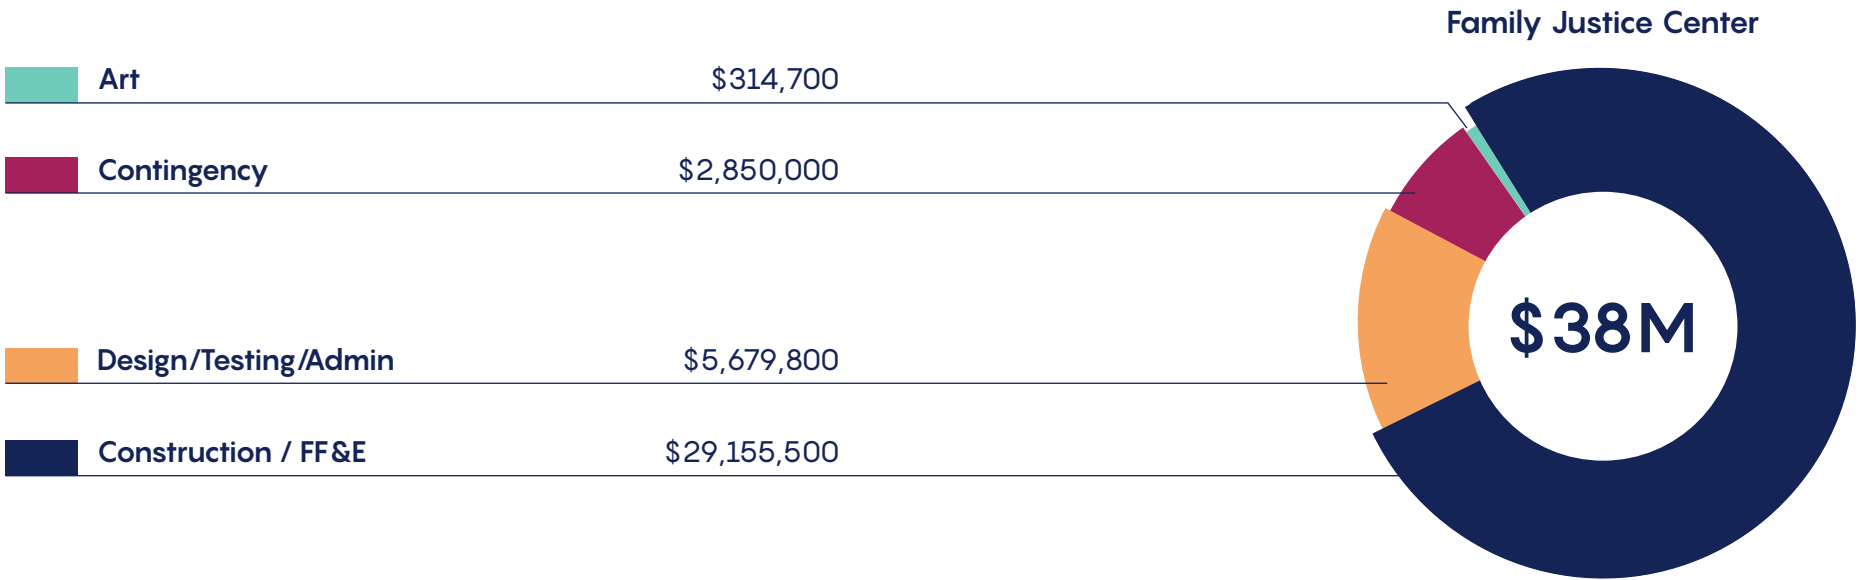 Family Justice Center
Art $314,700
Contingency $2,850,000
Design/Testing/Admin $5,679,800
Construction / FF&E $29,155,500
$38M